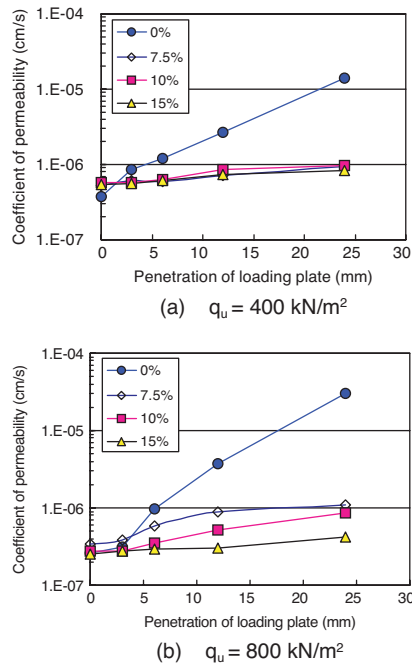 1.E-04
0%
7.5%
10%
15%
1.E-05
1.E-06
1.E-07
Coefficient of permeability (cm/s)
0 5 10 15 20 25 30
Penetration of loading plate (mm)
(a) qu = 400 kN/m²
1.E-04
0%
7.5%
10%
15%
1.E-05
1.E-06
1.E-07
Coefficient of permeability (cm/s)
0 5 10 15 20 25 30
Penetration of loading plate (mm)
(b) qu = 800 kN/m²